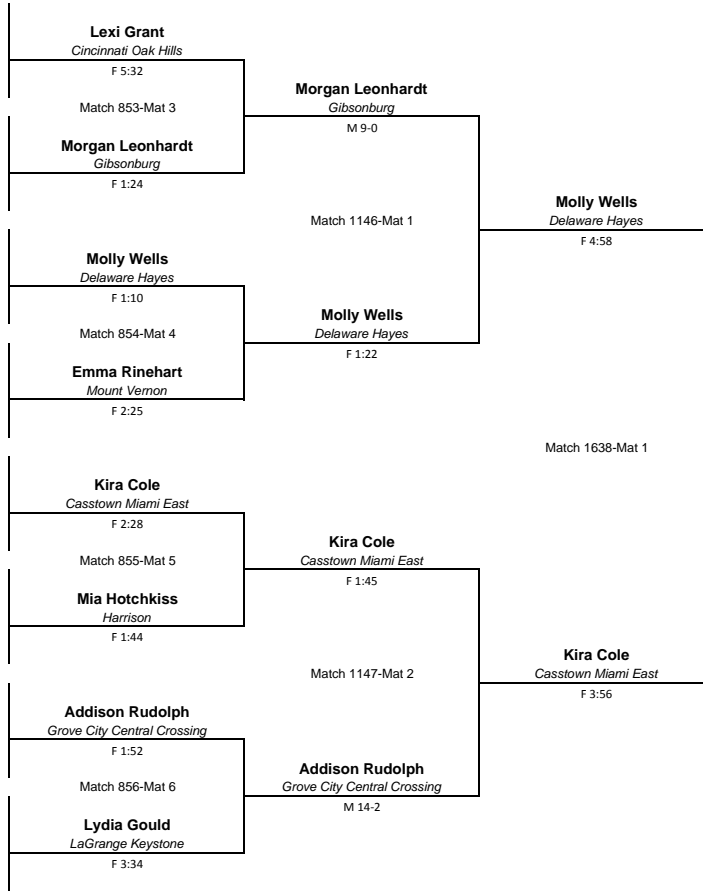 Lexi Grant
Cincinnati Oak Hills
F 5:32
Match 853-Mat 3
Morgan Leonhardt
Gibsonburg
F 1:24
Morgan Leonhardt
Gibsonburg
M 9-0
Match 1146-Mat 1
Molly Wells
Delaware Hayes
F 4:58
Molly Wells
Delaware Hayes
F 1:10
Match 854-Mat 4
Emma Rinehart
Mount Vernon
F 2:25
Molly Wells
Delaware Hayes
F 1:22
Match 1638-Mat 1
Kira Cole
Casstown Miami East
F 2:28
Match 855-Mat 5
Mia Hotchkiss
Harrison
F 1:44
Kira Cole
Casstown Miami East
F 1:45
Match 1147-Mat 2
Kira Cole
Casstown Miami East
F 3:56
Addison Rudolph
Grove City Central Crossing
F 1:52
Match 856-Mat 6
Lydia Gould
LaGrange Keystone
F 3:34
Addison Rudolph
Grove City Central Crossing
M 14-2